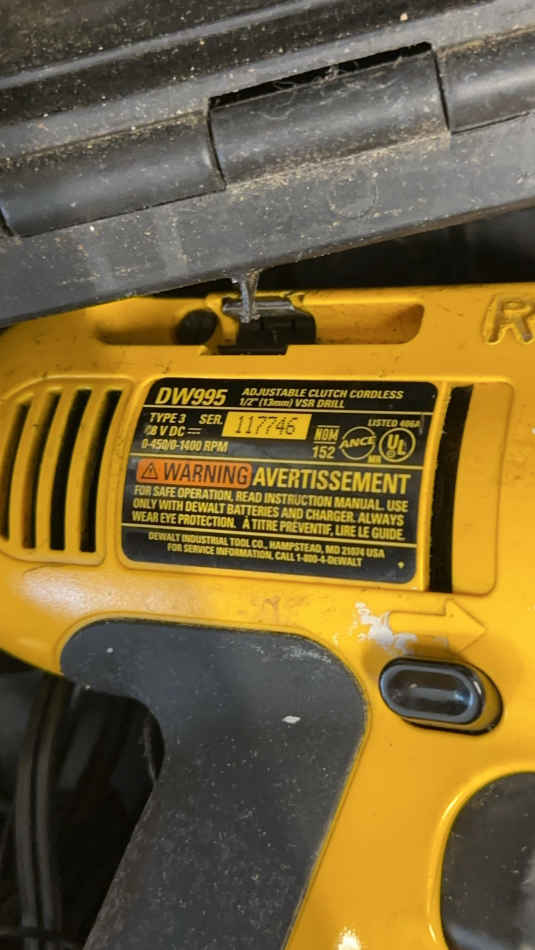 R
DW995 ADJUSTABLE CLUTCH CORDLESS
1/2" (13mm) VSR DRILL
TYPE 3 SER. 117746
8 V DC
0-450/0-1400 RPM
NOM
152
ANCE
MR
LISTED 406A
UL
WARNING AVERTISSEMENT
FOR SAFE OPERATION, READ INSTRUCTION MANUAL. USE
ONLY WITH DEWALT BATTERIES AND CHARGER. ALWAYS
WEAR EYE PROTECTION. À TITRE PRÉVENTIF, LIRE LE GUIDE.
DEWALT INDUSTRIAL TOOL CO., HAMPSTEAD, MD 21074 USA
FOR SERVICE INFORMATION, CALL 1-800-4-DEWALT